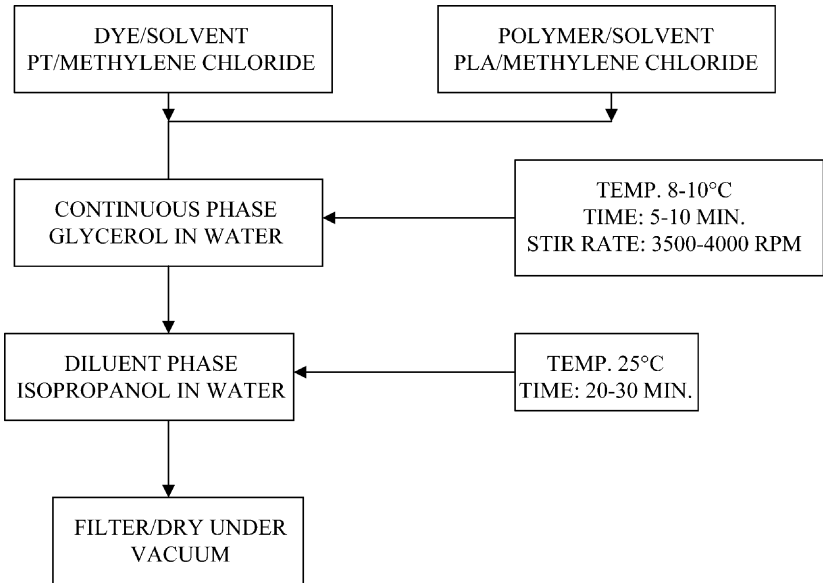 DYE/SOLVENT
PT/METHYLENE CHLORIDE
POLYMER/SOLVENT
PLA/METHYLENE CHLORIDE
CONTINUOUS PHASE
GLYCEROL IN WATER
TEMP. 8-10°C
TIME: 5-10 MIN.
STIR RATE: 3500-4000 RPM
DILUENT PHASE
ISOPROPANOL IN WATER
TEMP. 25°C
TIME: 20-30 MIN.
FILTER/DRY UNDER
VACUUM